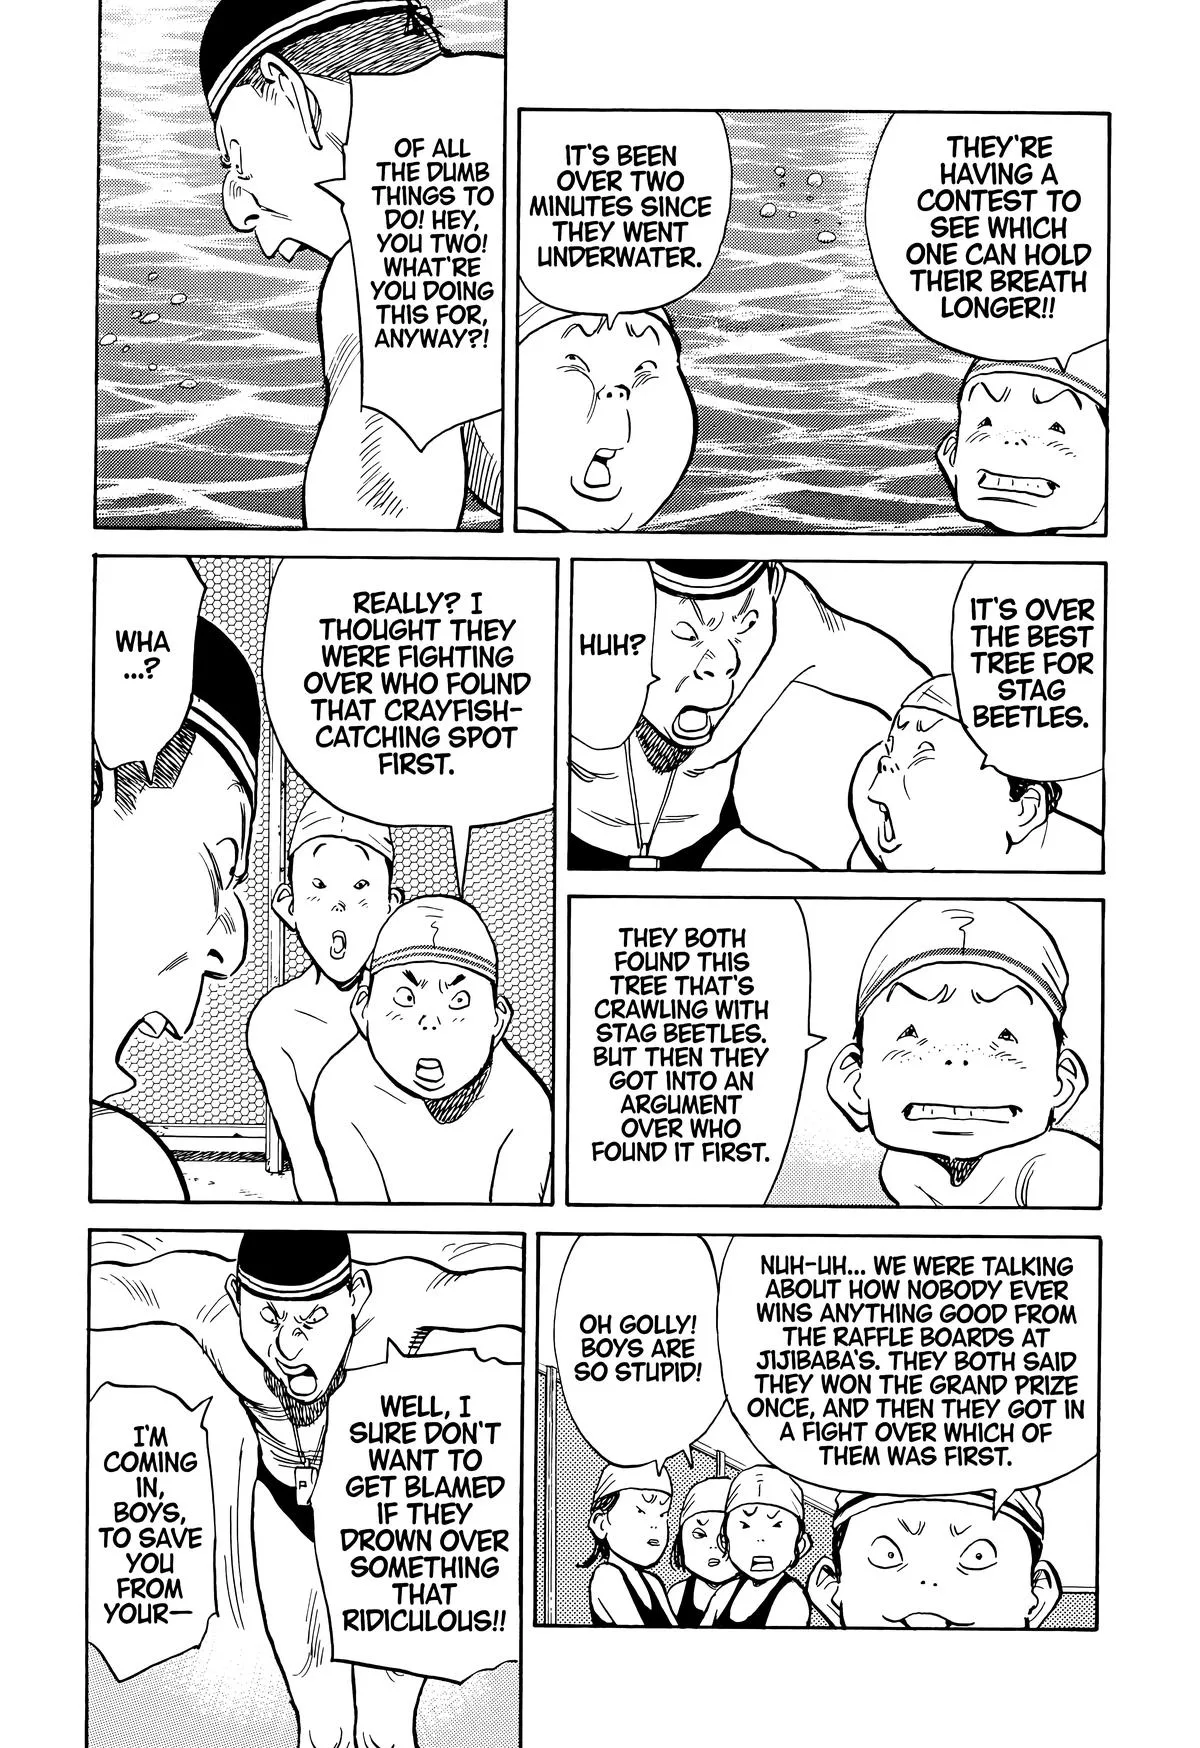 THEY'RE
HAVING A
CONTEST TO
SEE WHICH
ONE CAN HOLD
THEIR BREATH
LONGER!!
IT'S BEEN
OVER TWO
MINUTES SINCE
THEY WENT
UNDERWATER.
OF ALL
THE DUMB
THINGS TO
DO! HEY,
YOU TWO!
WHAT'RE
YOU DOING
THIS FOR,
ANYWAY?!
IT'S OVER
THE BEST
TREE FOR
STAG
BEETLES.
HUH?
THEY BOTH
FOUND THIS
TREE THAT'S
CRAWLING WITH
STAG BEETLES.
BUT THEN THEY
GOT INTO AN
ARGUMENT
OVER WHO
FOUND IT FIRST.
REALLY? I
THOUGHT THEY
WERE FIGHTING
OVER WHO FOUND
THAT CRAYFISH-
CATCHING SPOT
FIRST.
WHA
...?
NUH-UH... WE WERE TALKING
ABOUT HOW NOBODY EVER
WINS ANYTHING GOOD FROM
THE RAFFLE BOARDS AT
JIJIBABA'S. THEY BOTH SAID
THEY WON THE GRAND PRIZE
ONCE, AND THEN THEY GOT IN
A FIGHT OVER WHICH OF
THEM WAS FIRST.
OH GOLLY!
BOYS ARE
SO STUPID!
WELL, I
SURE DON'T
WANT TO
GET BLAMED
IF THEY
DROWN OVER
SOMETHING
THAT
RIDICULOUS!!
I'M
COMING
IN,
BOYS,
TO SAVE
YOU
FROM
YOUR—
P